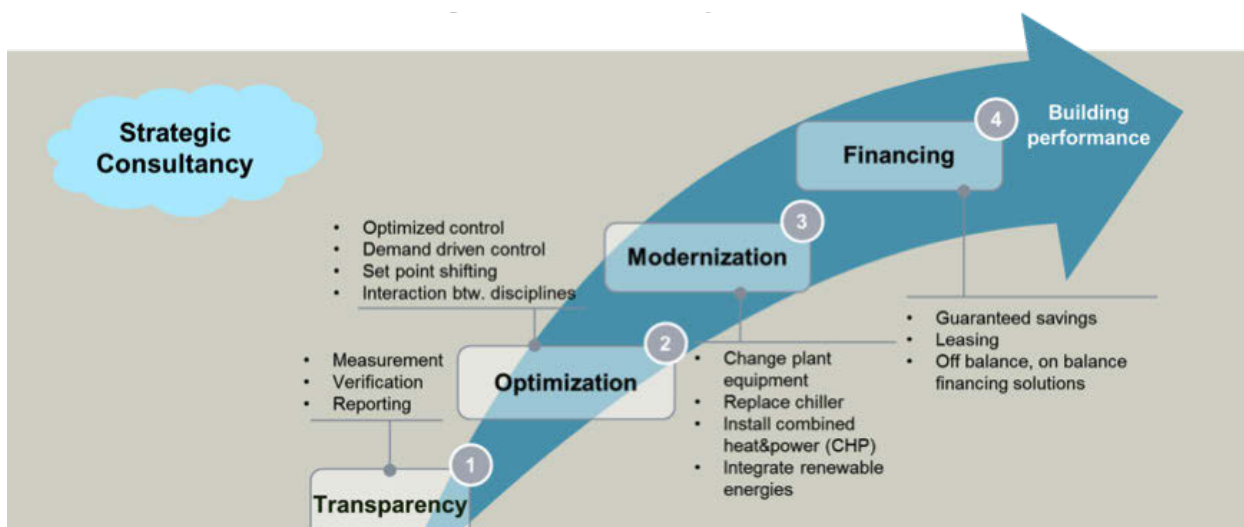 Strategic
Consultancy
4
Building
performance
Financing
3
• Optimized control
• Demand driven control
• Set point shifting
• Interaction btw. disciplines
Modernization
• Guaranteed savings
• Leasing
• Off balance, on balance
financing solutions
2
• Measurement
• Verification
• Reporting
Optimization
• Change plant
equipment
• Replace chiller
• Install combined
heat&power (CHP)
• Integrate renewable
energies
1
Transparency